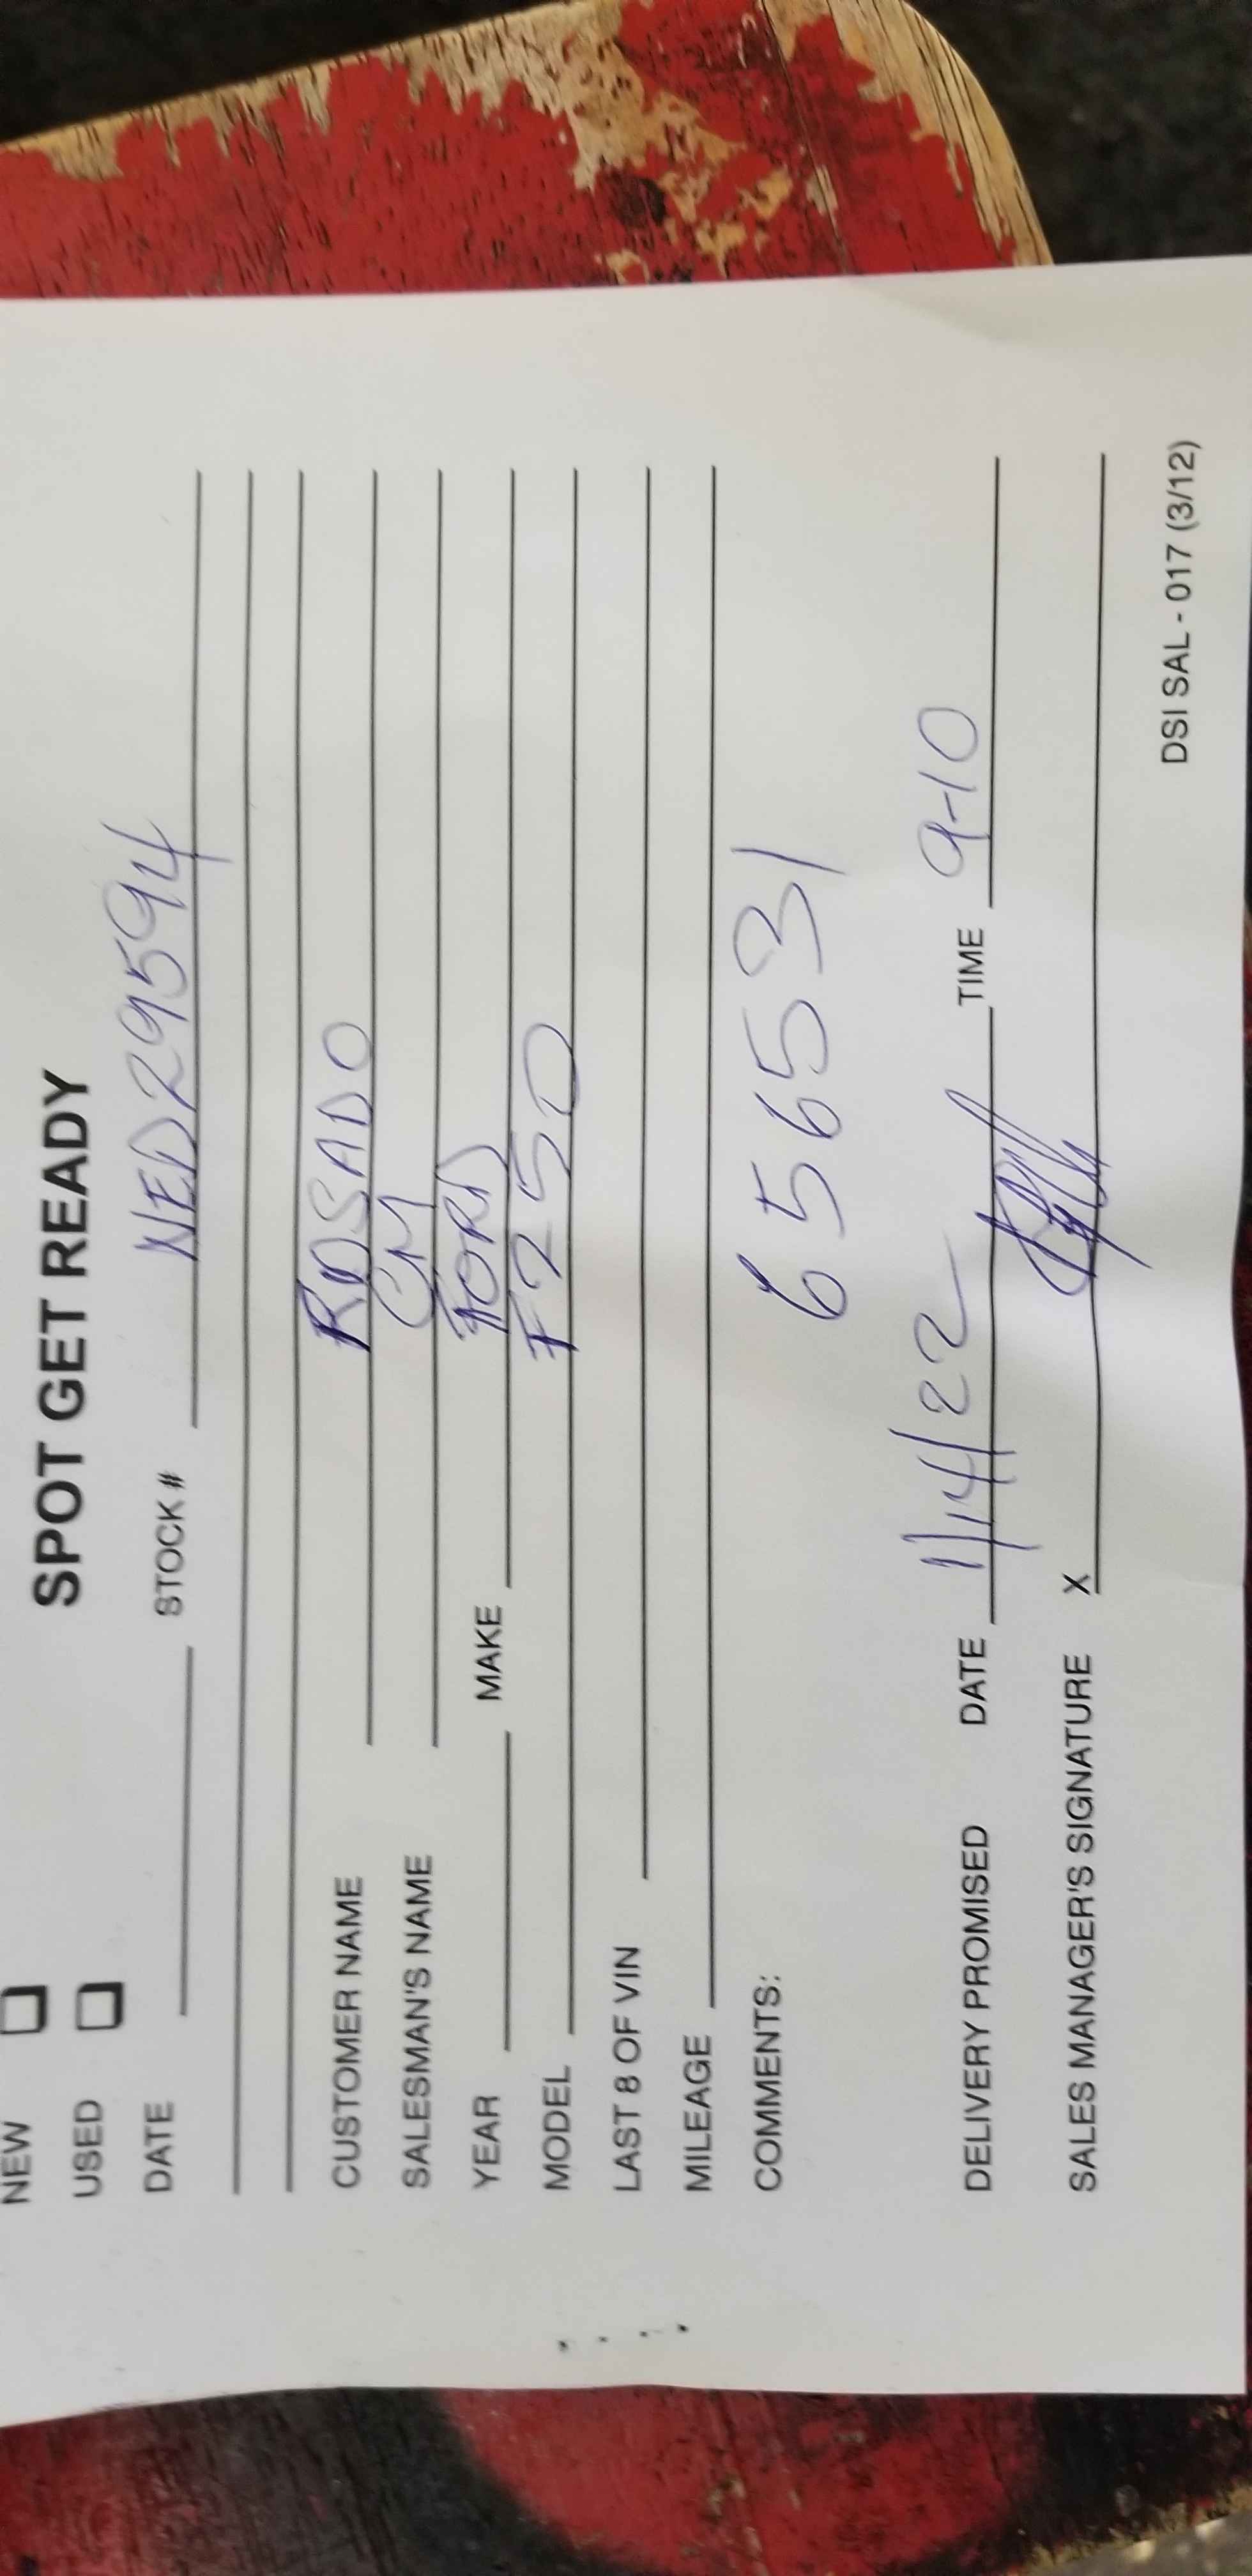 SPOT GET READY
NEW
USED
DATE STOCK # NED29594
CUSTOMER NAME ROSADO
SALESMAN'S NAME CM
YEAR MAKE FORD
MODEL F250
LAST 8 OF VIN
MILEAGE
COMMENTS:
656531
DELIVERY PROMISED DATE 1/14/22 TIME 9-10
SALES MANAGER'S SIGNATURE X
DSI SAL - 017 (3/12)